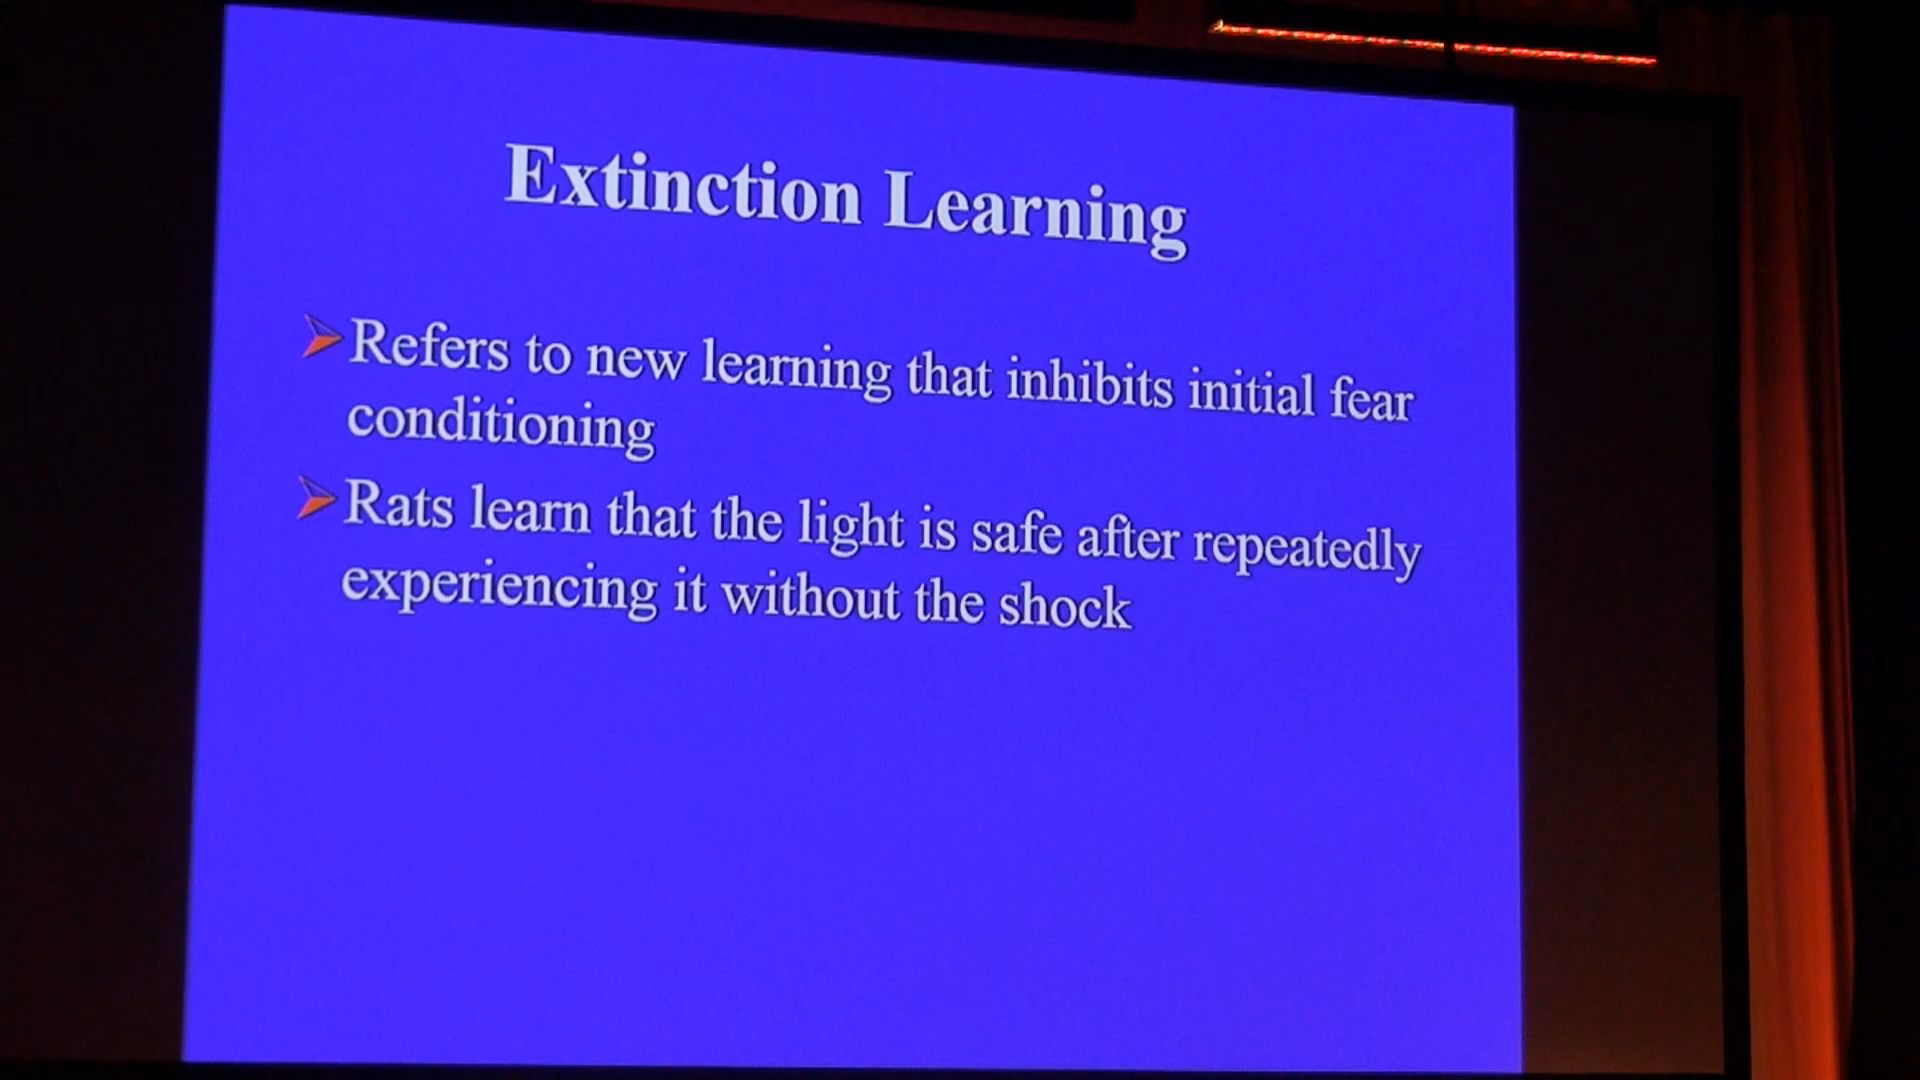 Extinction Learning
Refers to new learning that inhibits initial fear
conditioning
Rats learn that the light is safe after repeatedly
experiencing it without the shock